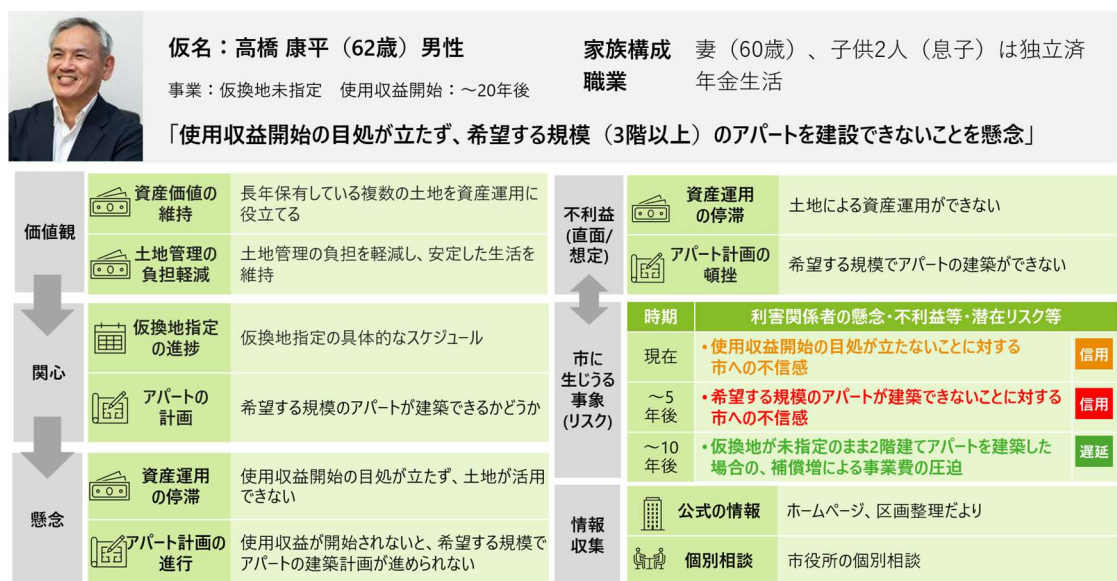 仮名：高橋 康平（62歳）男性
家族構成 妻（60歳）、子供2人（息子）は独立済
職業 年金生活
事業：仮換地未指定 使用収益開始：～20年後
「使用収益開始の目処が立たず、希望する規模（3階以上）のアパートを建設できないことを懸念」
価値観
資産価値の
維持
長年保有している複数の土地を資産運用に
役立てる
土地管理の
負担軽減
土地管理の負担を軽減し、安定した生活を
維持
関心
仮換地指定
の進捗
仮換地指定の具体的なスケジュール
アパートの
計画
希望する規模のアパートが建築できるかどうか
懸念
資産運用
の停滞
使用収益開始の目処が立たず、土地が活用
できない
アパート計画の
進行
使用収益が開始されないと、希望する規模で
アパートの建築計画が進められない
不利益
(直面/
想定)
資産運用
の停滞
土地による資産運用ができない
アパート計画の
頓挫
希望する規模でアパートの建築ができない
市に
生じうる
事象
(リスク)
時期 利害関係者の懸念・不利益等・潜在リスク等
現在
・使用収益開始の目処が立たないことに対する
市への不信感
信用
～5
年後
・希望する規模のアパートが建築できないことに対する
市への不信感
信用
～10
年後
・仮換地が未指定のまま2階建てアパートを建築した
場合の、補償増による事業費の圧迫
遅延
情報
収集
公式の情報
ホームページ、区画整理だより
個別相談
市役所の個別相談